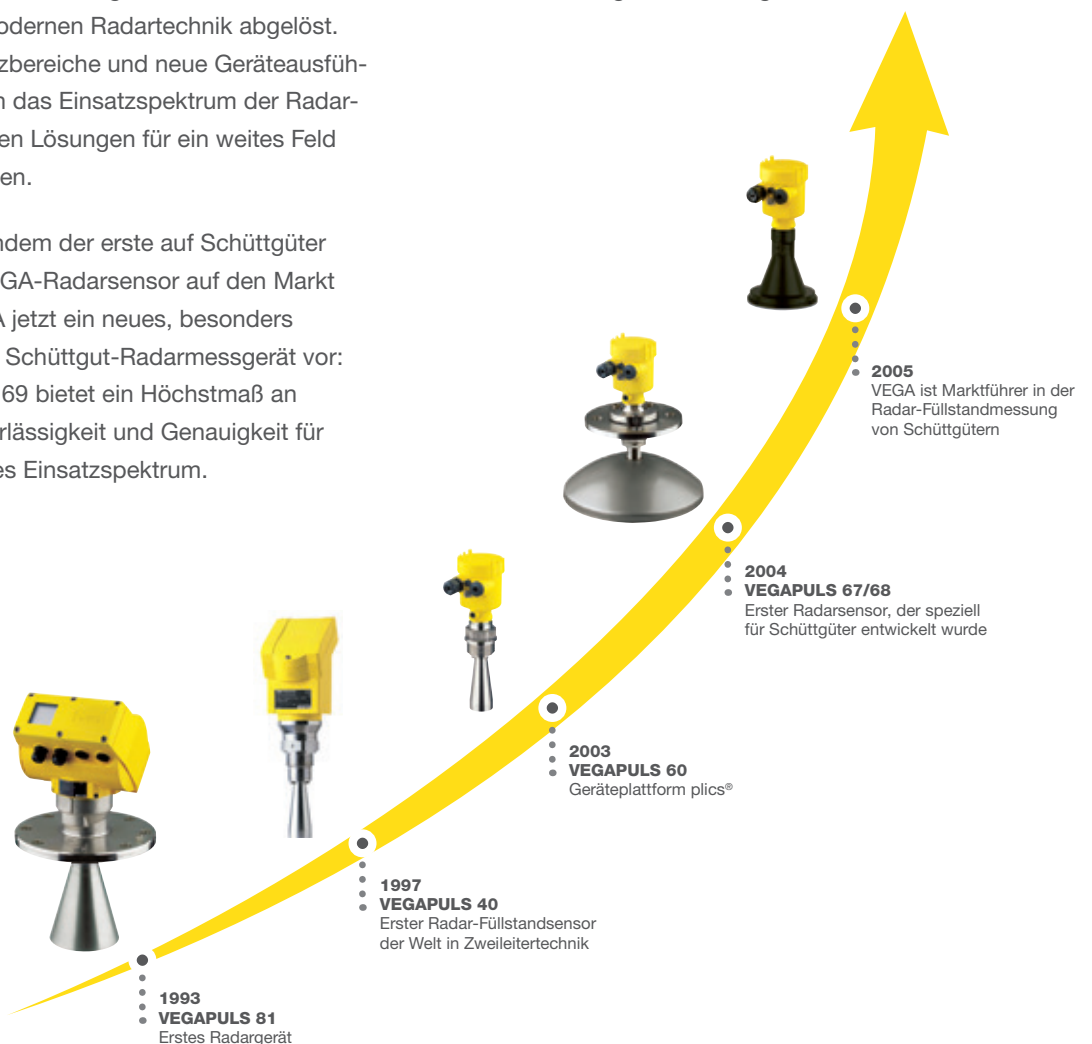 odernen Radartechnik abgelöst.
zbereiche und neue Geräteausfüh-
n das Einsatzspektrum der Radar-
en Lösungen für ein weites Feld
en.
ndem der erste auf Schüttgüter
GA-Radarsensor auf den Markt
A jetzt ein neues, besonders
Schüttgut-Radarmessgerät vor:
69 bietet ein Höchstmaß an
rlässigkeit und Genauigkeit für
es Einsatzspektrum.
2005
VEGA ist Marktführer in der
Radar-Füllstandmessung
von Schüttgütern
2004
VEGAPULS 67/68
Erster Radarsensor, der speziell
für Schüttgüter entwickelt wurde
2003
VEGAPULS 60
Geräteplattform plics®
1997
VEGAPULS 40
Erster Radar-Füllstandsensor
der Welt in Zweileitertechnik
1993
VEGAPULS 81
Erstes Radargerät